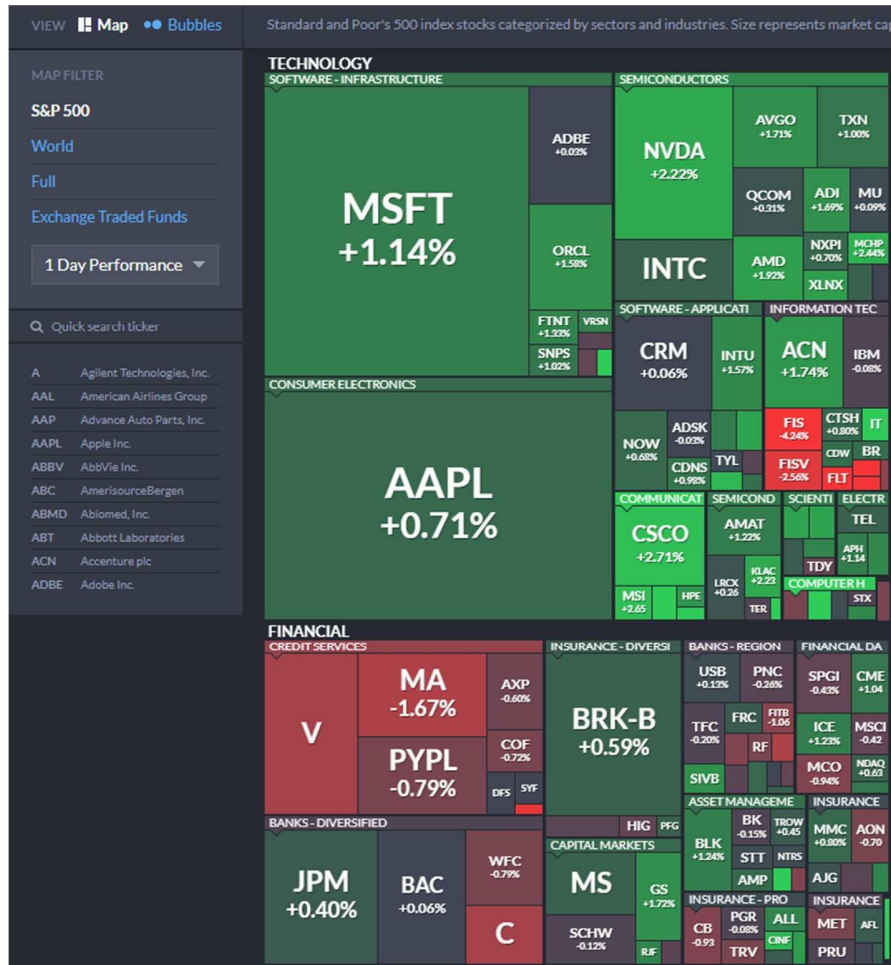 VIEW Map Bubbles
Standard and Poor's 500 index stocks categorized by sectors and industries. Size represents market cap
MAP FILTER
S&P 500
World
Full
Exchange Traded Funds
1 Day Performance
Quick search ticker
A Agilent Technologies, Inc.
AAL American Airlines Group
AAP Advance Auto Parts, Inc.
AAPL Apple Inc.
ABBV AbbVie Inc.
ABC AmerisourceBergen
ABMD Abiomed, Inc.
ABT Abbott Laboratories
ACN Accenture plc
ADBE Adobe Inc.
TECHNOLOGY
SOFTWARE - INFRASTRUCTURE
MSFT
+1.14%
ADBE
+0.03%
ORCL
+1.58%
FTNT
+1.33%
VRSN
SNPS
+1.02%
CONSUMER ELECTRONICS
AAPL
+0.71%
SEMICONDUCTORS
NVDA
+2.22%
AVGO
+1.71%
TXN
+1.00%
QCOM
+0.31%
ADI
+1.69%
MU
+0.09%
INTC
AMD
+1.92%
NXPI
+0.70%
MCHP
+2.44%
XLNX
SOFTWARE - APPLICATI
CRM
+0.06%
INTU
+1.57%
NOW
+0.68%
ADSK
-0.03%
CDNS
+0.98%
TYL
INFORMATION TEC
ACN
+1.74%
IBM
-0.08%
FIS
-4.24%
CTSH
+0.80%
IT
FISV
-2.56%
CDW
BR
FLT
COMMUNICAT
CSCO
+2.71%
MSI
+2.65
HPE
SEMICOND
AMAT
+1.22%
LRCX
+0.26
KLAC
+2.23
TER
SCIENTI
TDY
ELECTR
TEL
APH
+1.14
COMPUTER H
STX
FINANCIAL
CREDIT SERVICES
V
MA
-1.67%
AXP
-0.60%
PYPL
-0.79%
COF
-0.72%
DFS
SYF
BANKS - DIVERSIFIED
JPM
+0.40%
BAC
+0.06%
WFC
-0.79%
C
INSURANCE - DIVERSI
BRK-B
+0.59%
HIG
PFG
CAPITAL MARKETS
MS
GS
+1.72%
SCHW
-0.12%
RJF
BANKS - REGION
USB
+0.13%
PNC
-0.26%
TFC
-0.20%
FRC
FITB
-1.06
RF
SIVB
FINANCIAL DA
SPGI
-0.43%
CME
+1.04
ICE
+1.23%
MSCI
-0.42
MCO
-0.94%
NDAQ
+0.63
ASSET MANAGEME
BLK
+1.24%
BK
-0.15%
TROW
+0.45
STT
NTRS
AMP
INSURANCE
MMC
+0.80%
AON
-0.70
AJG
INSURANCE - PRO
CB
-0.93
PGR
-0.08%
ALL
TRV
CINF
INSURANCE
MET
AFL
PRU